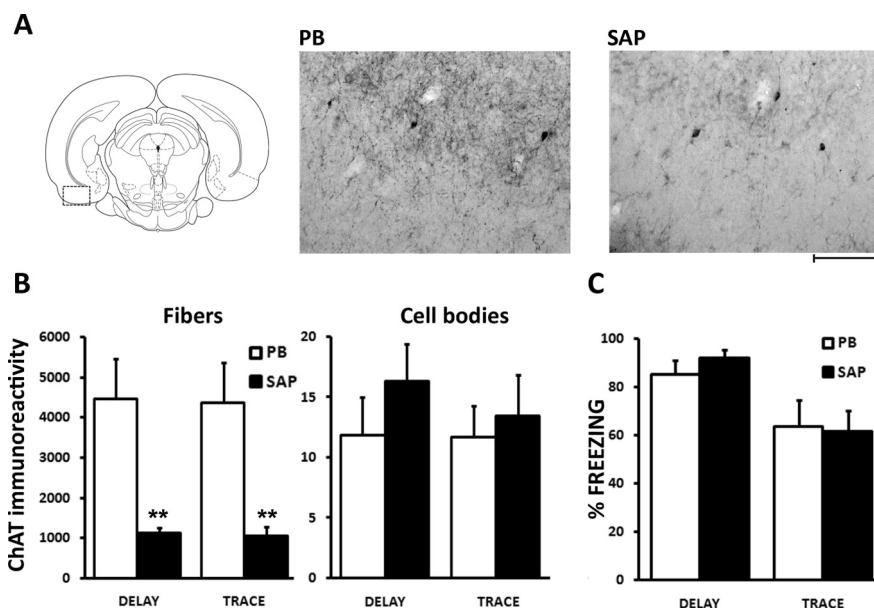 A
PB
SAP
B
Fibers
Cell bodies
C
ChAT immunoreactivity
6000
5000
4000
3000
2000
1000
0
PB
SAP
**
**
DELAY
TRACE
20
15
10
5
0
DELAY
TRACE
% FREEZING
100
80
60
40
20
0
PB
SAP
DELAY
TRACE